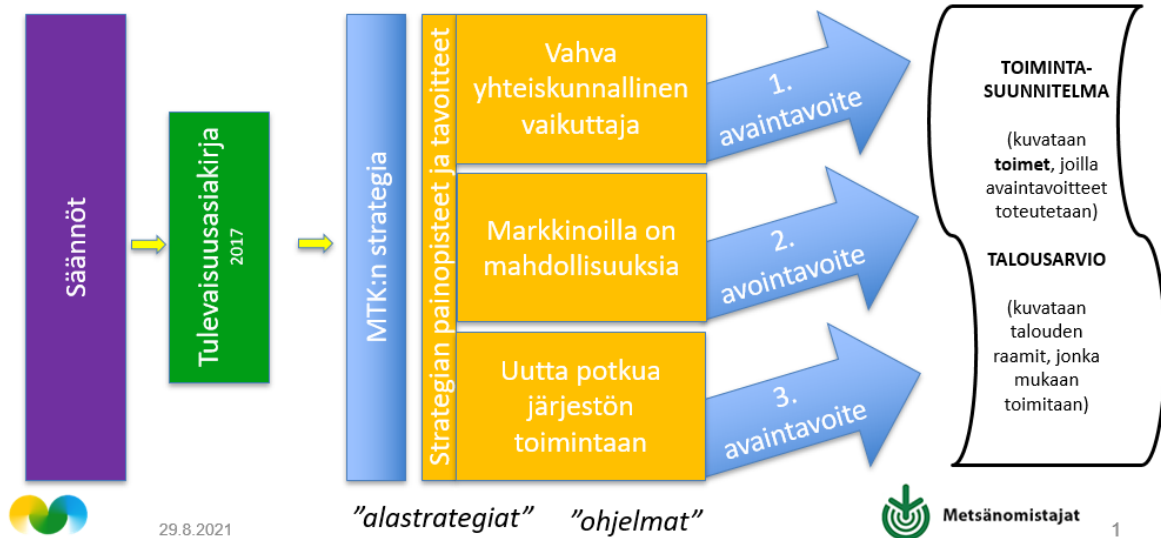 Säännöt
Tulevaisuusasiakirja
2017
MTK:n strategia
Strategian painopisteet ja tavoitteet
Vahva
yhteiskunnallinen
vaikuttaja
1.
avaintavoite
Markkinoilla on
mahdollisuuksia
2.
avointavoite
Uutta potkua
järjestön
toimintaan
3.
avaintavoite
TOIMINTA-
SUUNNITELMA
(kuvataan
toimet, joilla
avaintavoitteet
toteutetaan)
TALOUSARVIO
(kuvataan
talouden
raamit, jonka
mukaan
toimitaan)
29.8.2021
”alastrategiat” ”ohjelmat”
Metsänomistajat
1